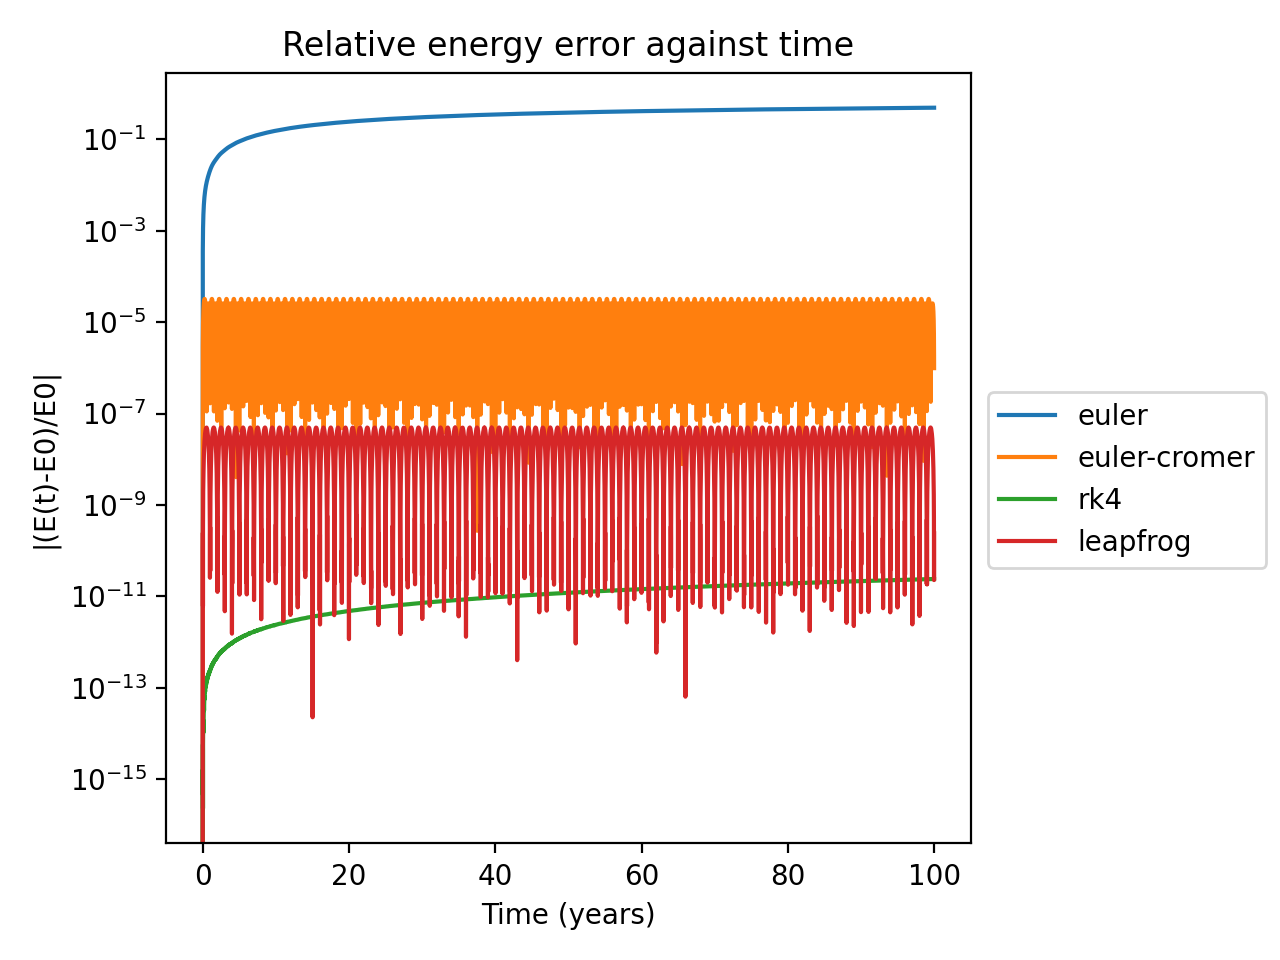 Relative energy error against time
|(E(t)-E0)/E0|
10⁻¹
10⁻³
10⁻⁵
10⁻⁷
10⁻⁹
10⁻¹¹
10⁻¹³
10⁻¹⁵
0 20 40 60 80 100
Time (years)
euler
euler-cromer
rk4
leapfrog